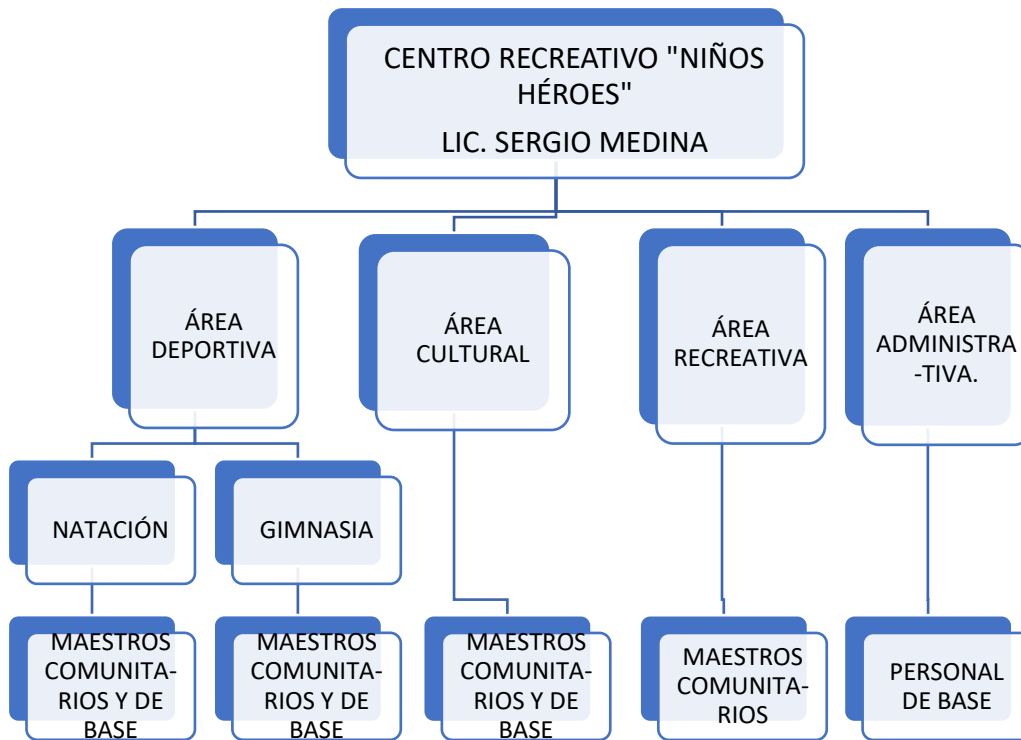 CENTRO RECREATIVO "NIÑOS
HÉROES"
LIC. SERGIO MEDINA
ÁREA
DEPORTIVA
ÁREA
CULTURAL
ÁREA
RECREATIVA
ÁREA
ADMINISTRA
-TIVA.
NATACIÓN
GIMNASIA
MAESTROS
COMUNITA-
RIOS Y DE
BASE
MAESTROS
COMUNITA-
RIOS Y DE
BASE
MAESTROS
COMUNITA-
RIOS Y DE
BASE
MAESTROS
COMUNITA-
RIOS
PERSONAL
DE BASE